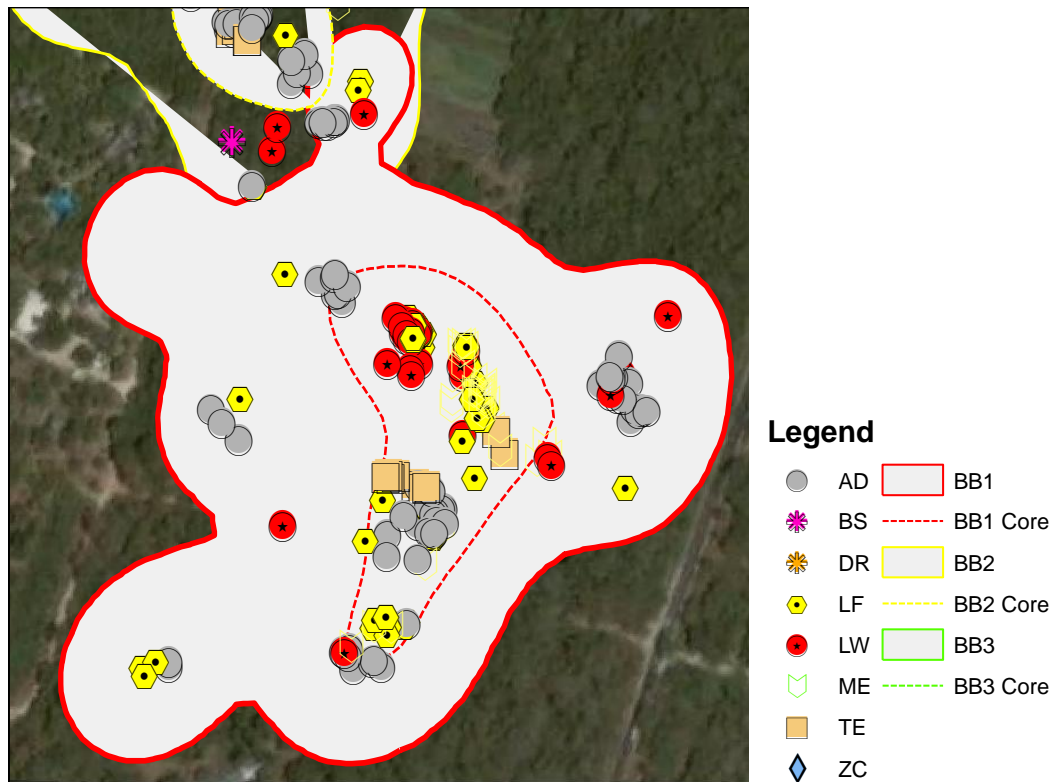 Legend
AD BB1
BS BB1 Core
DR BB2
LF BB2 Core
LW BB3
ME BB3 Core
TE
ZC